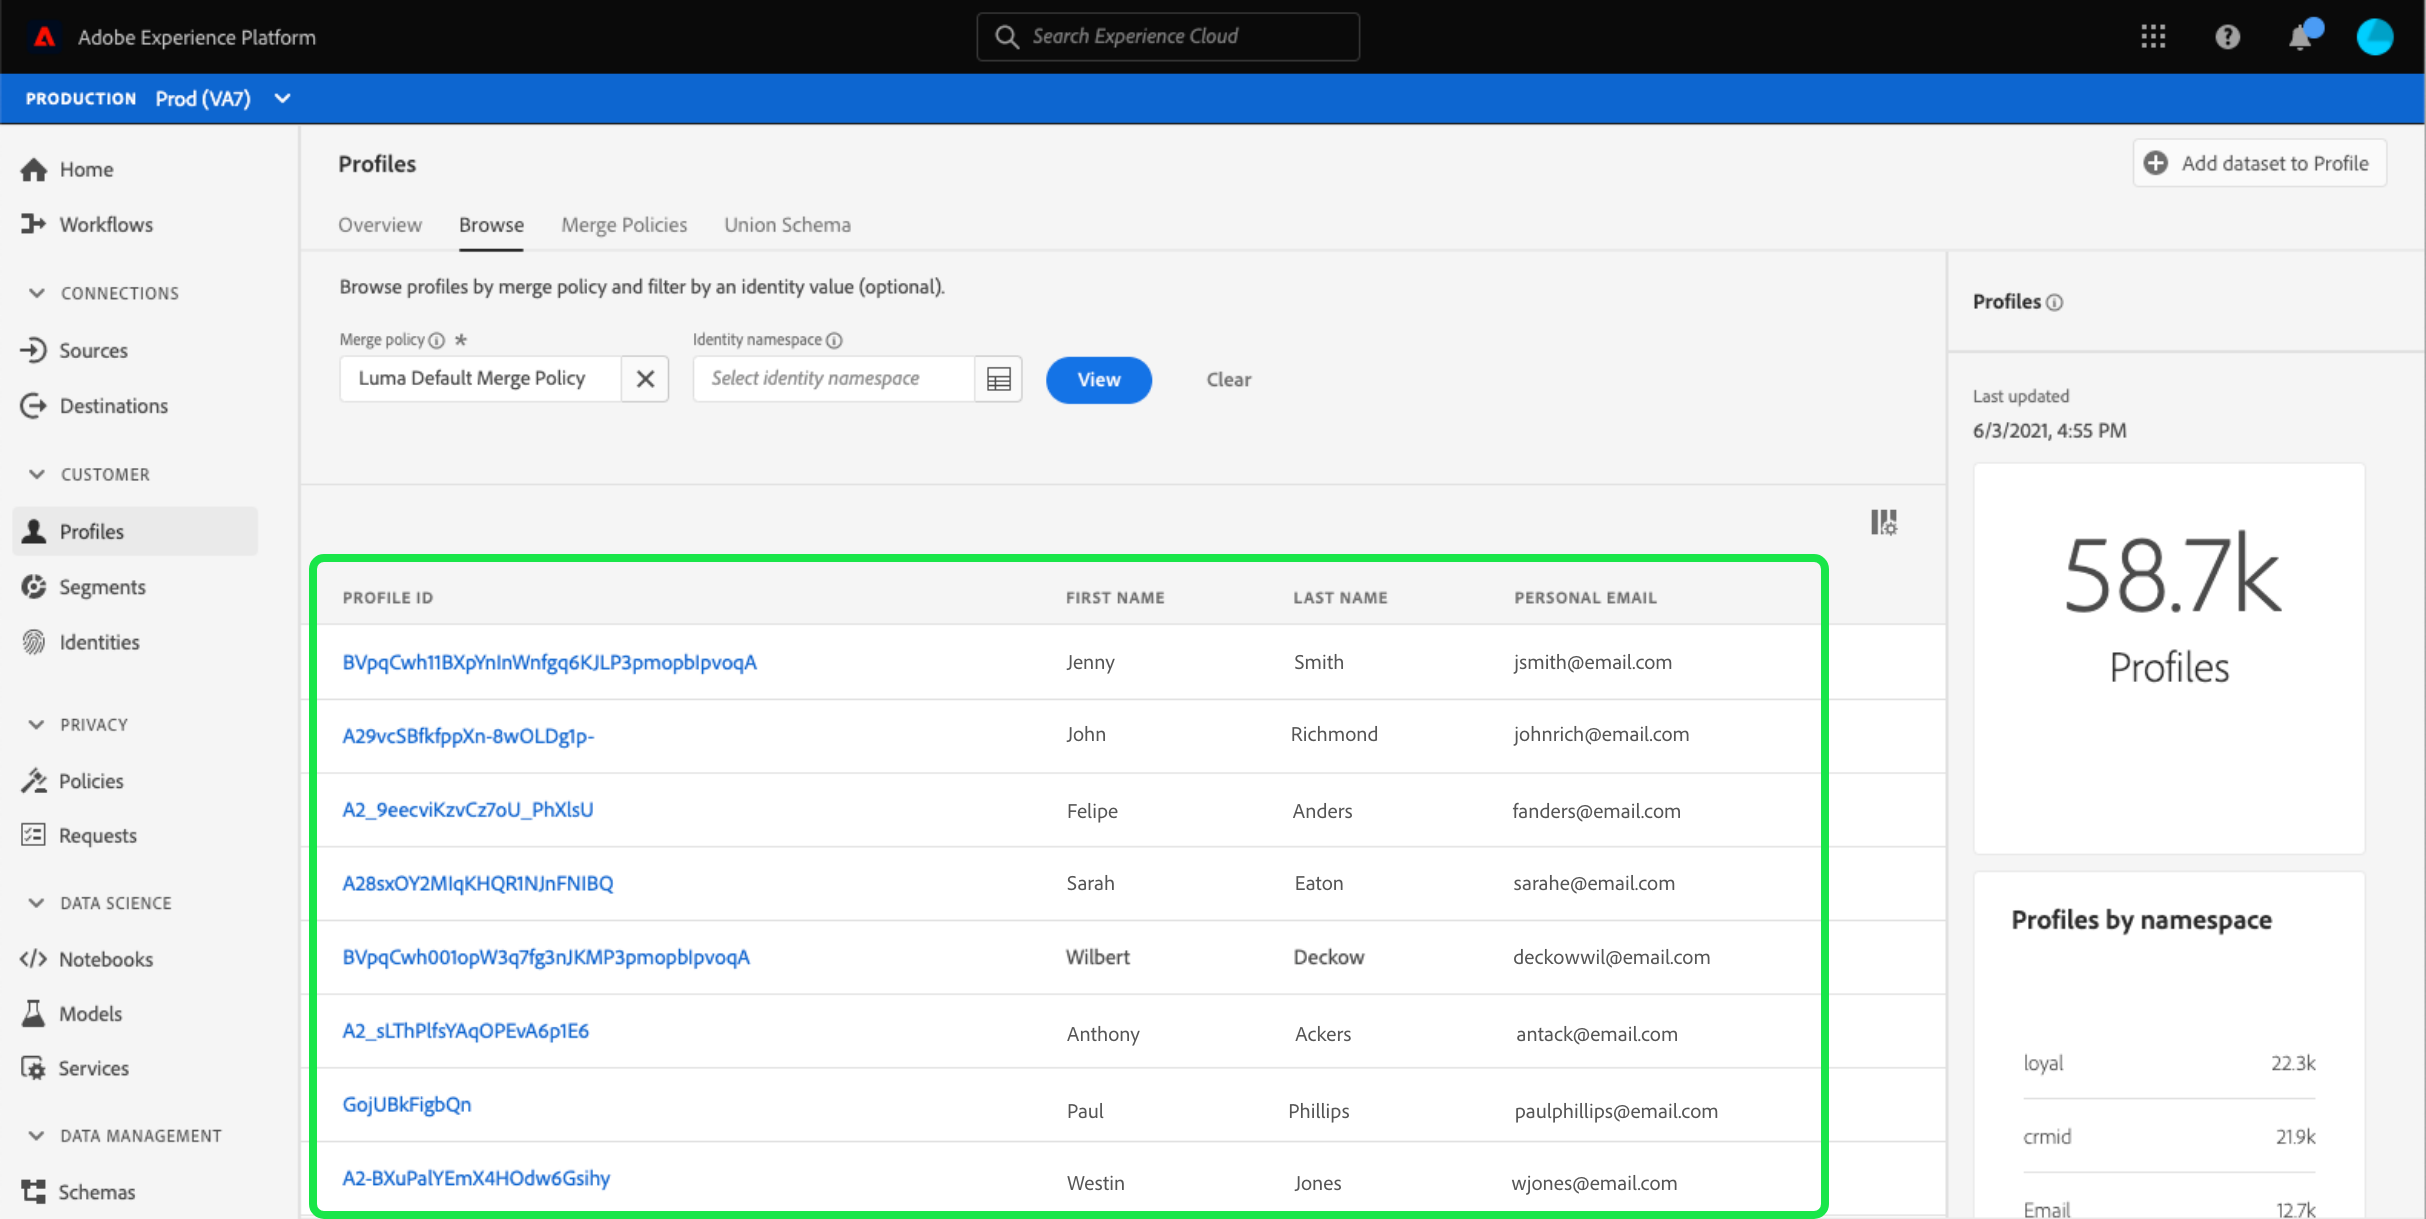 Adobe Experience Platform
Search Experience Cloud
PRODUCTION Prod (VA7)
Home
Workflows
CONNECTIONS
Sources
Destinations
CUSTOMER
Profiles
Segments
Identities
PRIVACY
Policies
Requests
DATA SCIENCE
Notebooks
Models
Services
DATA MANAGEMENT
Schemas
Profiles
Add dataset to Profile
Overview Browse Merge Policies Union Schema
Browse profiles by merge policy and filter by an identity value (optional).
Merge policy * Identity namespace
Luma Default Merge Policy Select identity namespace View Clear
PROFILE ID FIRST NAME LAST NAME PERSONAL EMAIL
BVpqCwh11BXpYnInWnfgq6KJLP3pmopbIpvoqA Jenny Smith jsmith@email.com
A29vcSBfkfppXn-8wOLDg1p- John Richmond johnrich@email.com
A2_9eecviKzvCz7oU_PhXlsU Felipe Anders fanders@email.com
A28sxOY2MIqKHQR1NJnFNIBQ Sarah Eaton sarahe@email.com
BVpqCwh001opW3q7fg3nJKMP3pmopbIpvoqA Wilbert Deckow deckowwil@email.com
A2_sLThPlfsYAqOPEvA6p1E6 Anthony Ackers antack@email.com
GojUBkFigbQn Paul Phillips paulphillips@email.com
A2-BXuPalYEmX4HOdw6Gsihy Westin Jones wjones@email.com
Profiles
Last updated
6/3/2021, 4:55 PM
58.7k
Profiles
Profiles by namespace
loyal 22.3k
crmid 21.9k
Email 12.7k